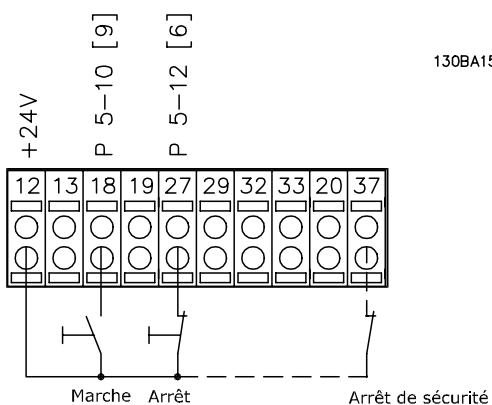 130BA15
+24V
P 5-10 [9]
P 5-12 [6]
12 13 18 19 27 29 32 33 20 37
Marche Arrêt Arrêt de sécurité